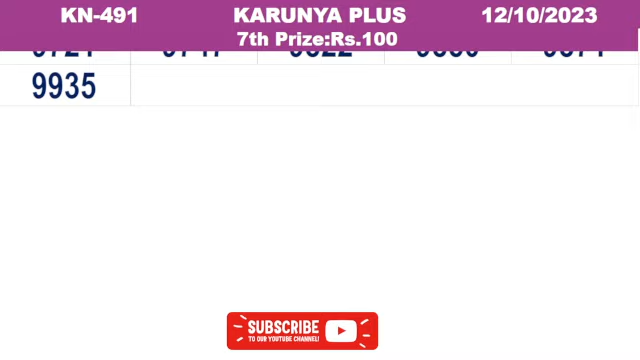 KN-491 KARUNYA PLUS 12/10/2023
7th Prize:Rs.100
9935
SUBSCRIBE
TO OUR YOUTUBE CHANNEL!